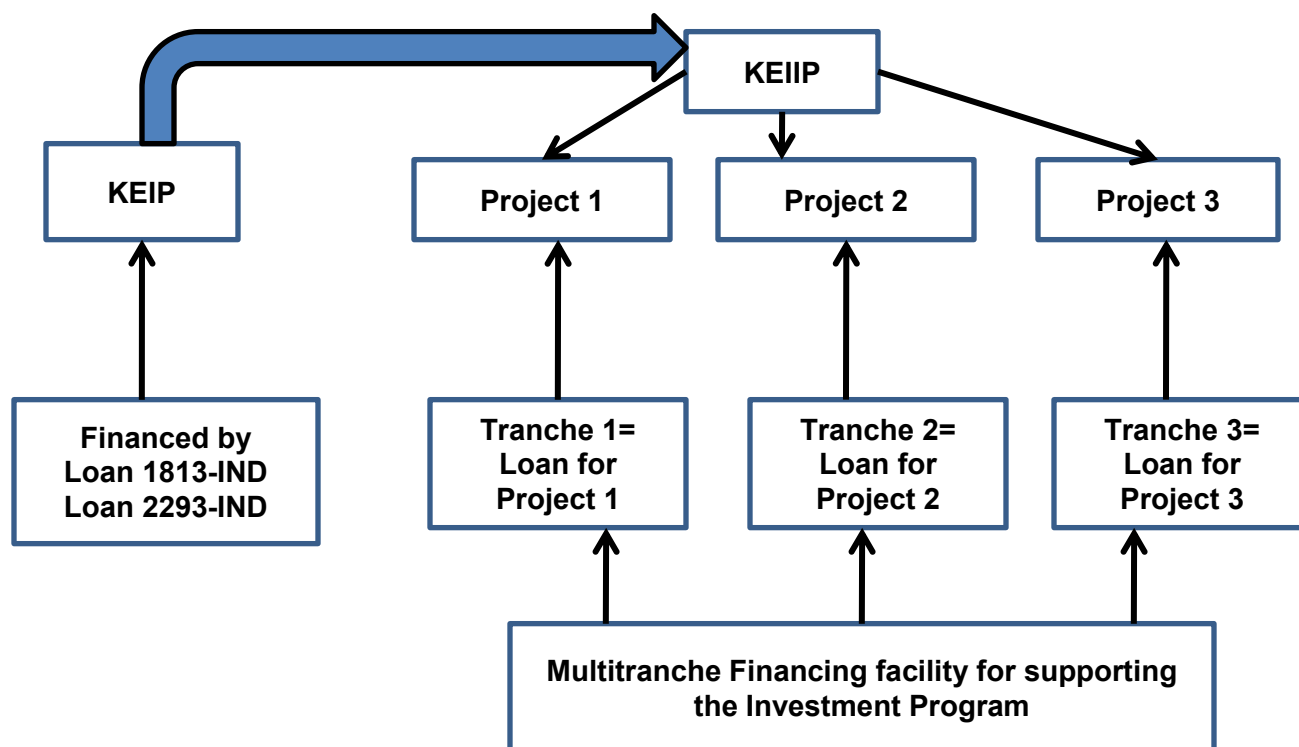 KEIIP
KEIP
Project 1
Project 2
Project 3
Financed by
Loan 1813-IND
Loan 2293-IND
Tranche 1=
Loan for
Project 1
Tranche 2=
Loan for
Project 2
Tranche 3=
Loan for
Project 3
Multitranche Financing facility for supporting
the Investment Program